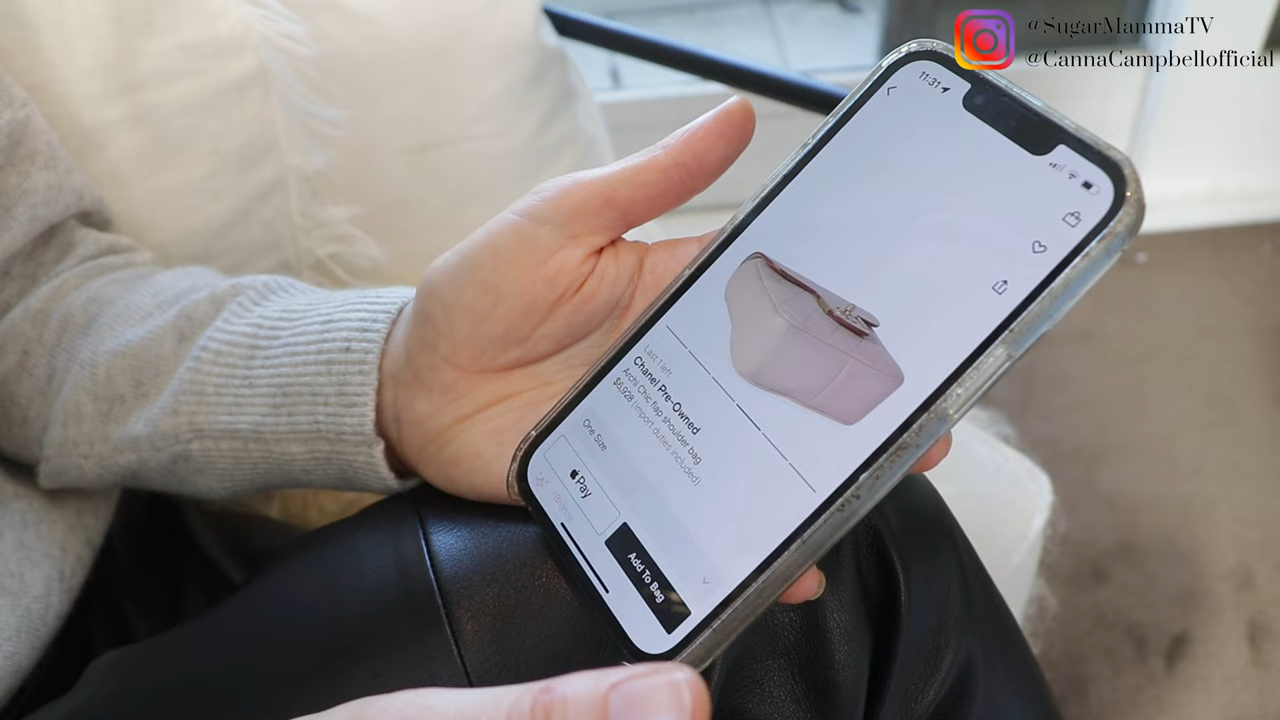 @SugarMammaTV
@CannaCampbellofficial
11:31
Last 1 left
Chanel Pre-Owned
Archi Chic flap shoulder bag
$6,928 (import duties included)
One Size
Pay
Bronze
Add To Bag